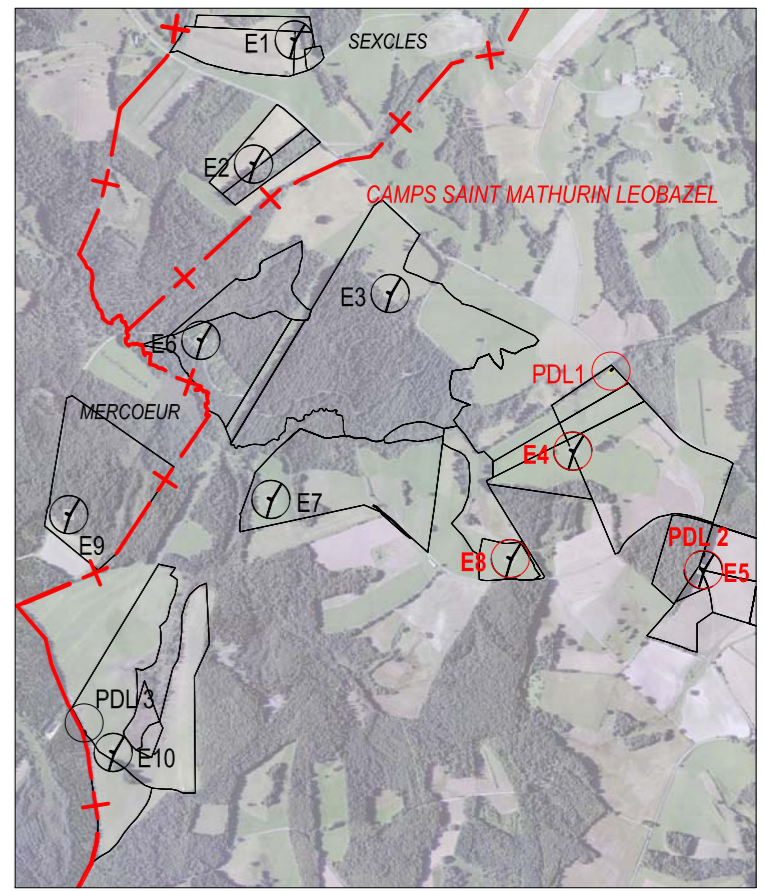 E1
SEXCLES
E2
CAMPS SAINT MATHURIN LEOBAZEL
E3
E6
PDL1
MERCOEUR
E4
E7
E9
PDL 2
E8
E5
PDL 3
E10